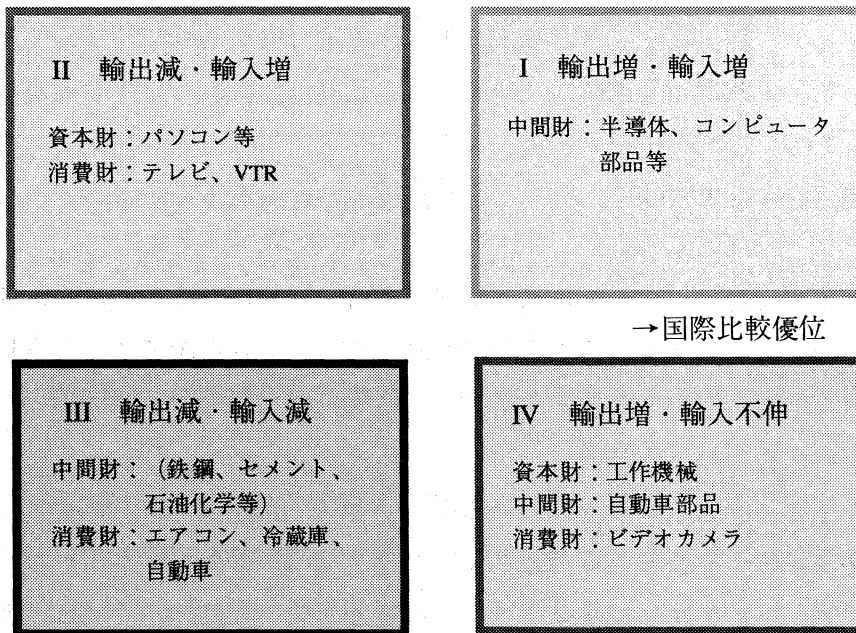 II 輸出減・輸入増
資本財：パソコン等
消費財：テレビ、VTR
I 輸出増・輸入増
中間財：半導体、コンピュータ
部品等
→国際比較優位
III 輸出減・輸入減
中間財：（鉄鋼、セメント、
石油化学等）
消費財：エアコン、冷蔵庫、
自動車
IV 輸出増・輸入不伸
資本財：工作機械
中間財：自動車部品
消費財：ビデオカメラ